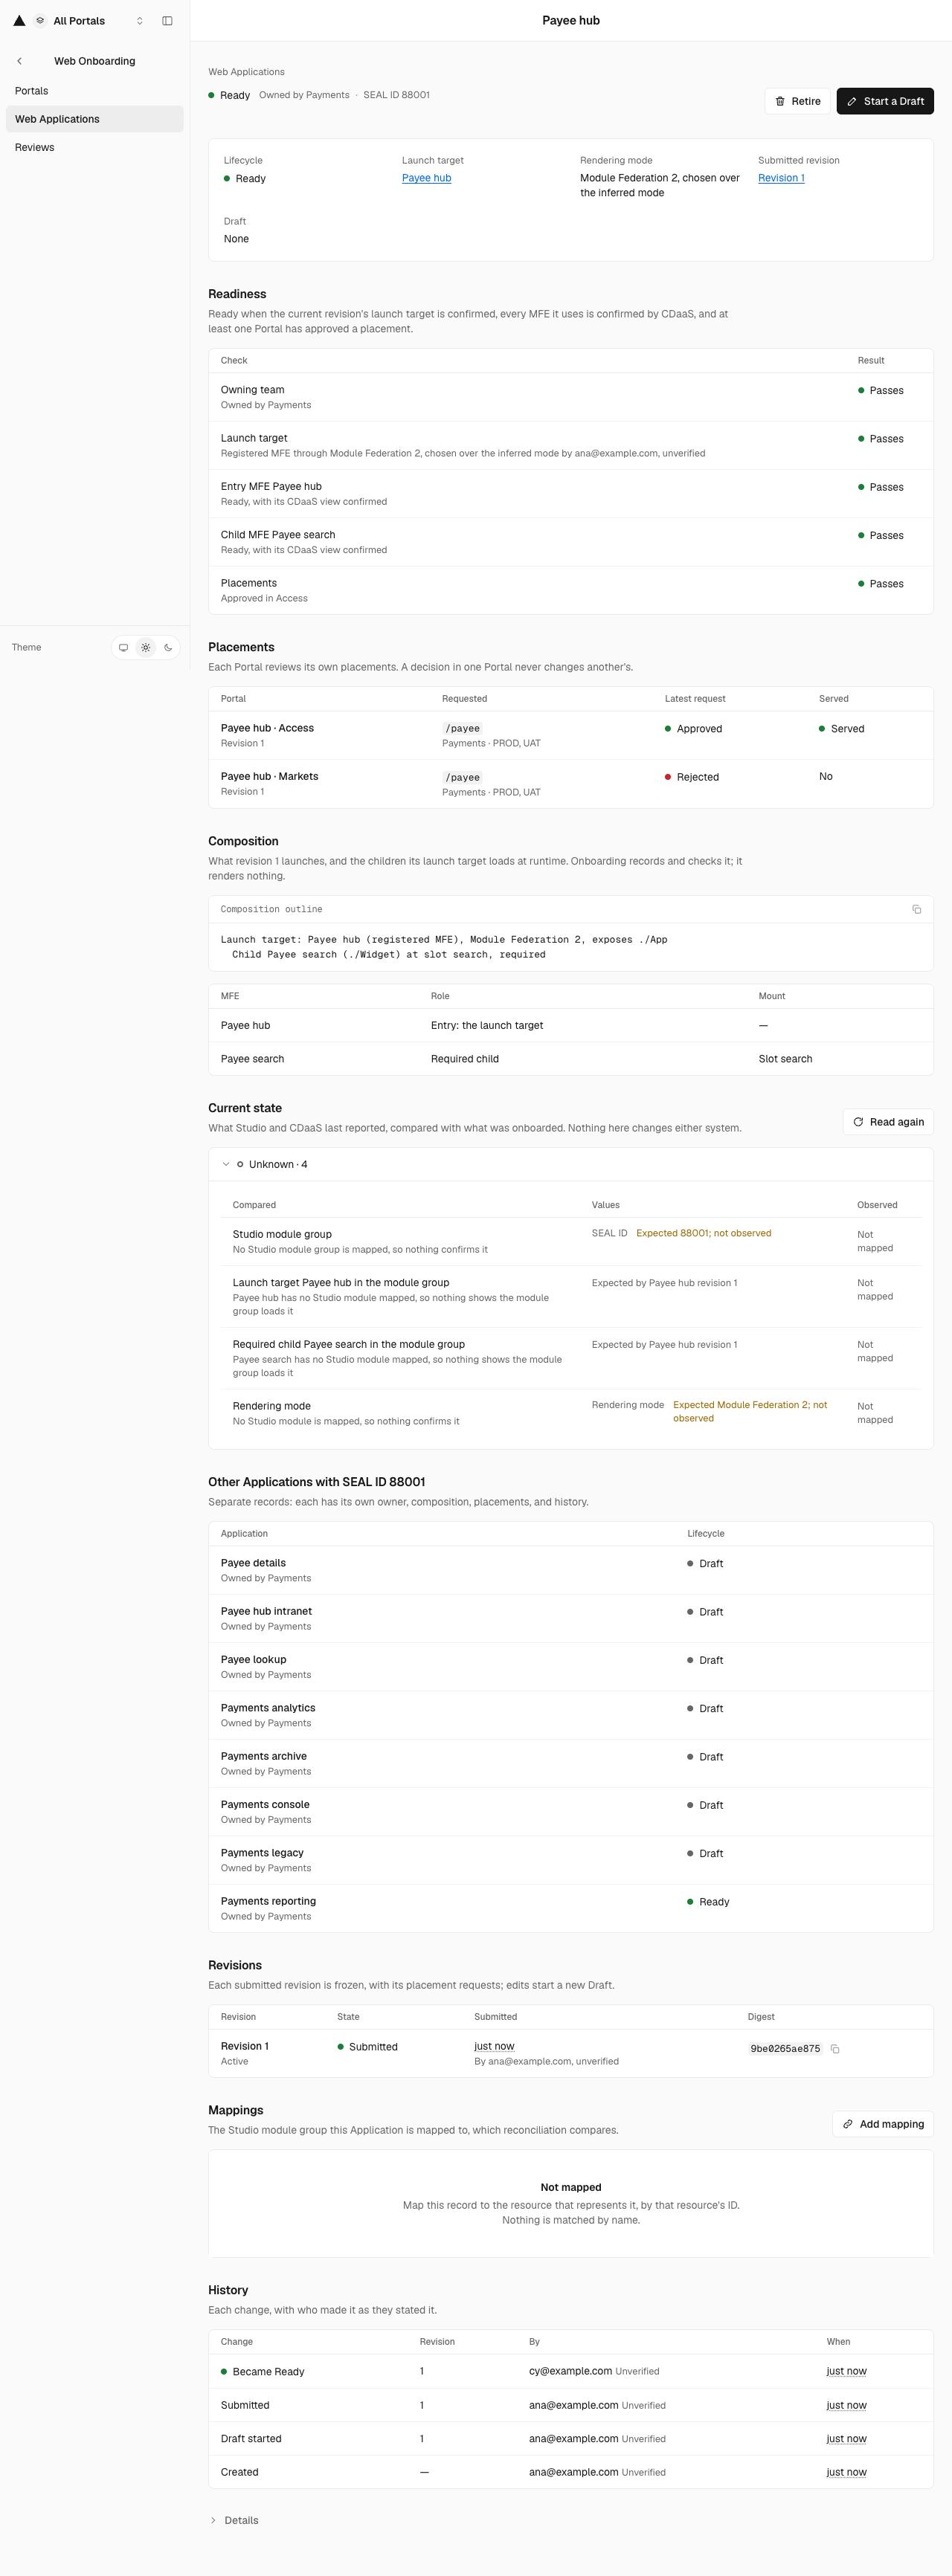 All Portals
Payee hub
Web Onboarding
Portals
Web Applications
Reviews
Theme
Web Applications
Ready Owned by Payments · SEAL ID 88001
Retire
Start a Draft
Lifecycle
Ready
Launch target
Payee hub
Rendering mode
Module Federation 2, chosen over
the inferred mode
Submitted revision
Revision 1
Draft
None
Readiness
Ready when the current revision's launch target is confirmed, every MFE it uses is confirmed by CDaaS, and at
least one Portal has approved a placement.
Check Result
Owning team Passes
Owned by Payments
Launch target Passes
Registered MFE through Module Federation 2, chosen over the inferred mode by ana@example.com, unverified
Entry MFE Payee hub Passes
Ready, with its CDaaS view confirmed
Child MFE Payee search Passes
Ready, with its CDaaS view confirmed
Placements Passes
Approved in Access
Placements
Each Portal reviews its own placements. A decision in one Portal never changes another's.
Portal Requested Latest request Served
Payee hub · Access /payee Approved Served
Revision 1 Payments · PROD, UAT
Payee hub · Markets /payee Rejected No
Revision 1 Payments · PROD, UAT
Composition
What revision 1 launches, and the children its launch target loads at runtime. Onboarding records and checks it; it
renders nothing.
Composition outline
Launch target: Payee hub (registered MFE), Module Federation 2, exposes ./App
Child Payee search (./Widget) at slot search, required
MFE Role Mount
Payee hub Entry: the launch target —
Payee search Required child Slot search
Current state
What Studio and CDaaS last reported, compared with what was onboarded. Nothing here changes either system.
Read again
Unknown · 4
Compared Values Observed
Studio module group SEAL ID Expected 88001; not observed Not
mapped
No Studio module group is mapped, so nothing confirms it
Launch target Payee hub in the module group Expected by Payee hub revision 1 Not
mapped
Payee hub has no Studio module mapped, so nothing shows the module
group loads it
Required child Payee search in the module group Expected by Payee hub revision 1 Not
mapped
Payee search has no Studio module mapped, so nothing shows the module
group loads it
Rendering mode Rendering mode Expected Module Federation 2; not
observed
Not
mapped
No Studio module is mapped, so nothing confirms it
Other Applications with SEAL ID 88001
Separate records: each has its own owner, composition, placements, and history.
Application Lifecycle
Payee details Draft
Owned by Payments
Payee hub intranet Draft
Owned by Payments
Payee lookup Draft
Owned by Payments
Payments analytics Draft
Owned by Payments
Payments archive Draft
Owned by Payments
Payments console Draft
Owned by Payments
Payments legacy Draft
Owned by Payments
Payments reporting Ready
Owned by Payments
Revisions
Each submitted revision is frozen, with its placement requests; edits start a new Draft.
Revision State Submitted Digest
Revision 1 Submitted just now 9be0265ae875
Active By ana@example.com, unverified
Mappings
The Studio module group this Application is mapped to, which reconciliation compares.
Add mapping
Not mapped
Map this record to the resource that represents it, by that resource's ID.
Nothing is matched by name.
History
Each change, with who made it as they stated it.
Change Revision By When
Became Ready 1 cy@example.com Unverified just now
Submitted 1 ana@example.com Unverified just now
Draft started 1 ana@example.com Unverified just now
Created — ana@example.com Unverified just now
Details